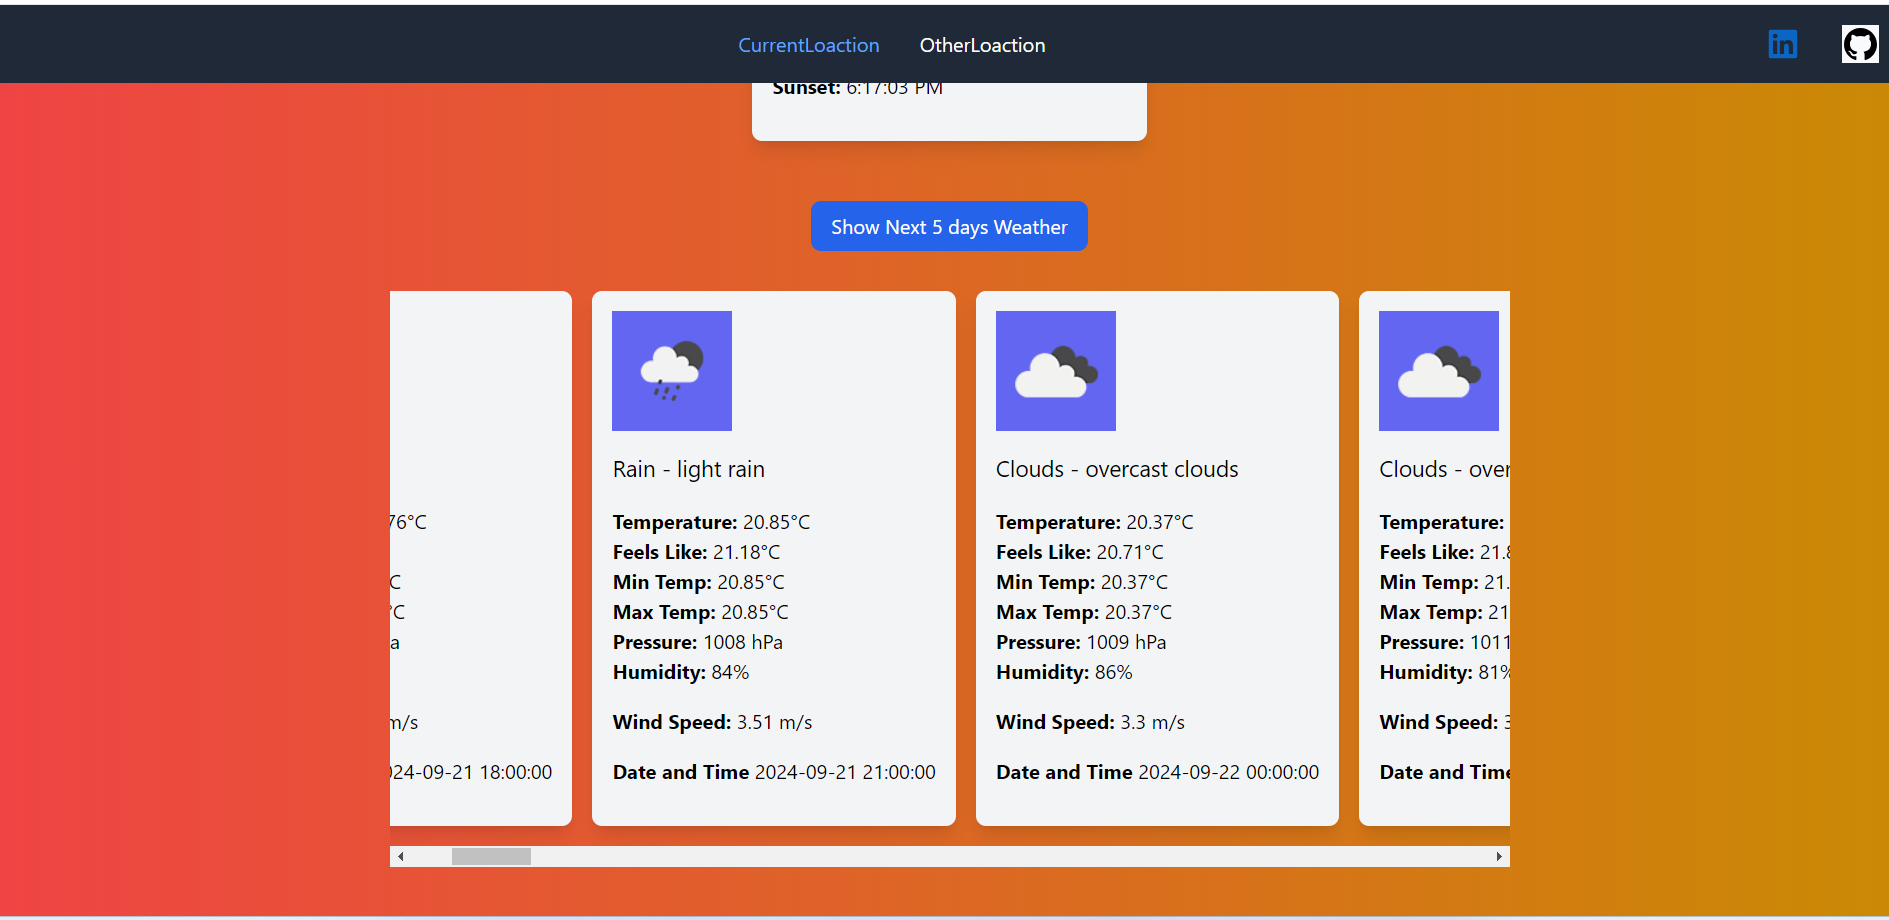 CurrentLoaction
OtherLoaction
in
Sunset: 6:17:03 PM
Show Next 5 days Weather
76°C
°C
m/s
24-09-21 18:00:00
Rain - light rain
Temperature: 20.85°C
Feels Like: 21.18°C
Min Temp: 20.85°C
Max Temp: 20.85°C
Pressure: 1008 hPa
Humidity: 84%
Wind Speed: 3.51 m/s
Date and Time 2024-09-21 21:00:00
Clouds - overcast clouds
Temperature: 20.37°C
Feels Like: 20.71°C
Min Temp: 20.37°C
Max Temp: 20.37°C
Pressure: 1009 hPa
Humidity: 86%
Wind Speed: 3.3 m/s
Date and Time 2024-09-22 00:00:00
Clouds - over
Temperature:
Feels Like: 21.8
Min Temp: 21.
Max Temp: 21
Pressure: 1011
Humidity: 81%
Wind Speed: 3
Date and Time